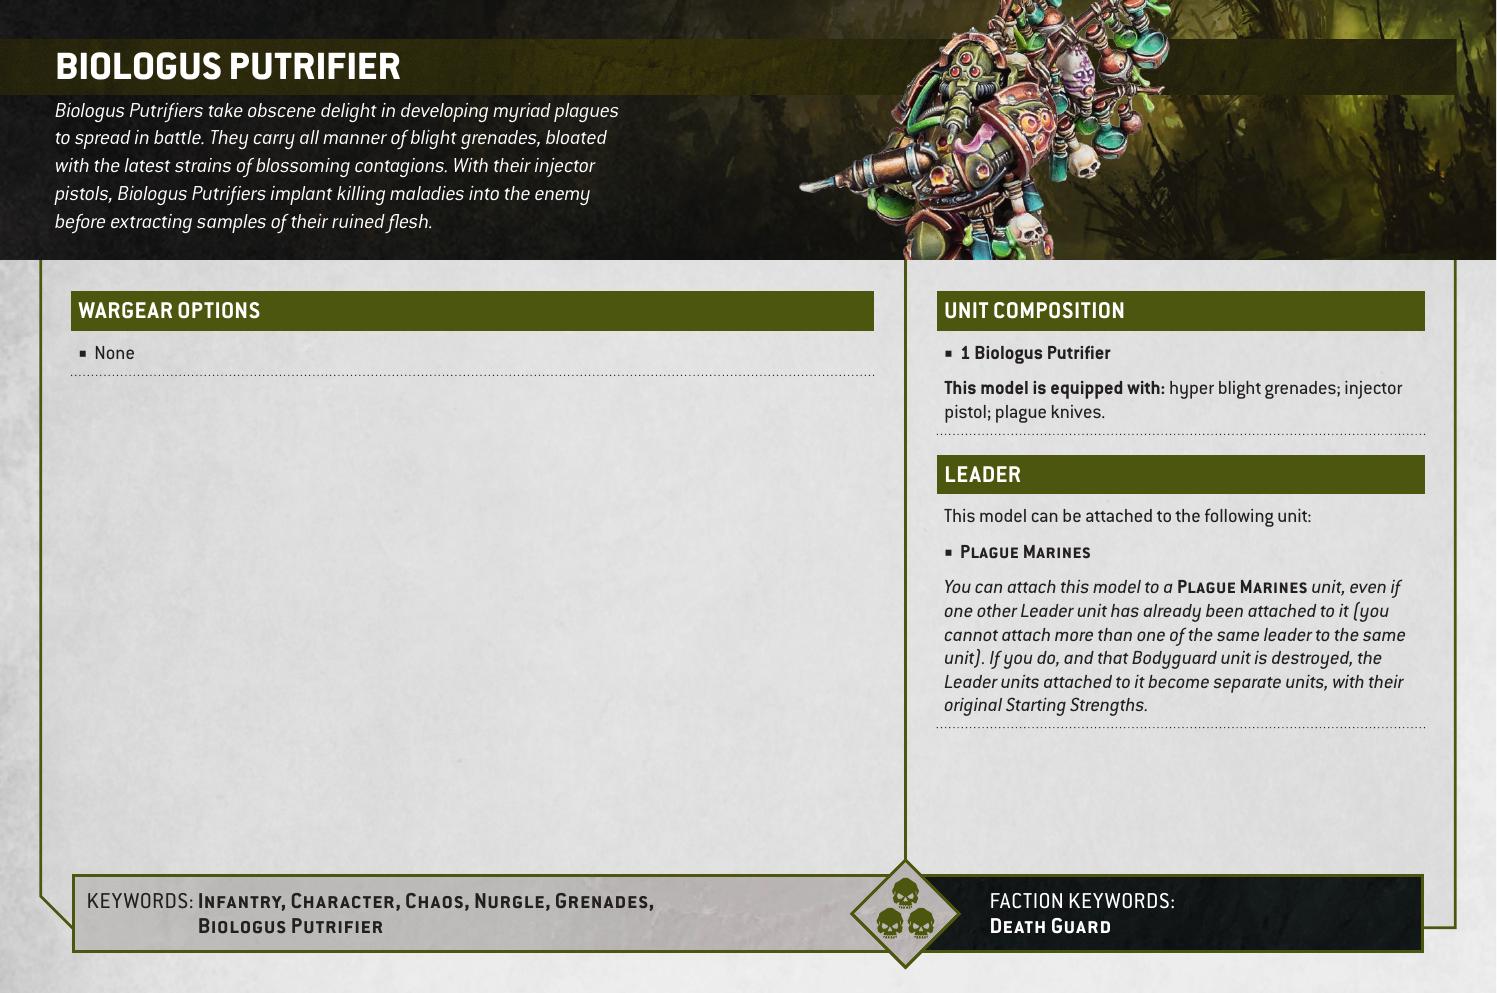 BIOLOGUS PUTRIFIER
Biologus Putrifiers take obscene delight in developing myriad plagues
to spread in battle. They carry all manner of blight grenades, bloated
with the latest strains of blossoming contagions. With their injector
pistols, Biologus Putrifiers implant killing maladies into the enemy
before extracting samples of their ruined flesh.
WARGEAR OPTIONS
▪ None
UNIT COMPOSITION
▪ 1 Biologus Putrifier
This model is equipped with: hyper blight grenades; injector
pistol; plague knives.
LEADER
This model can be attached to the following unit:
▪ PLAGUE MARINES
You can attach this model to a PLAGUE MARINES unit, even if
one other Leader unit has already been attached to it (you
cannot attach more than one of the same leader to the same
unit). If you do, and that Bodyguard unit is destroyed, the
Leader units attached to it become separate units, with their
original Starting Strengths.
KEYWORDS: INFANTRY, CHARACTER, CHAOS, NURGLE, GRENADES,
BIOLOGUS PUTRIFIER
FACTION KEYWORDS:
DEATH GUARD